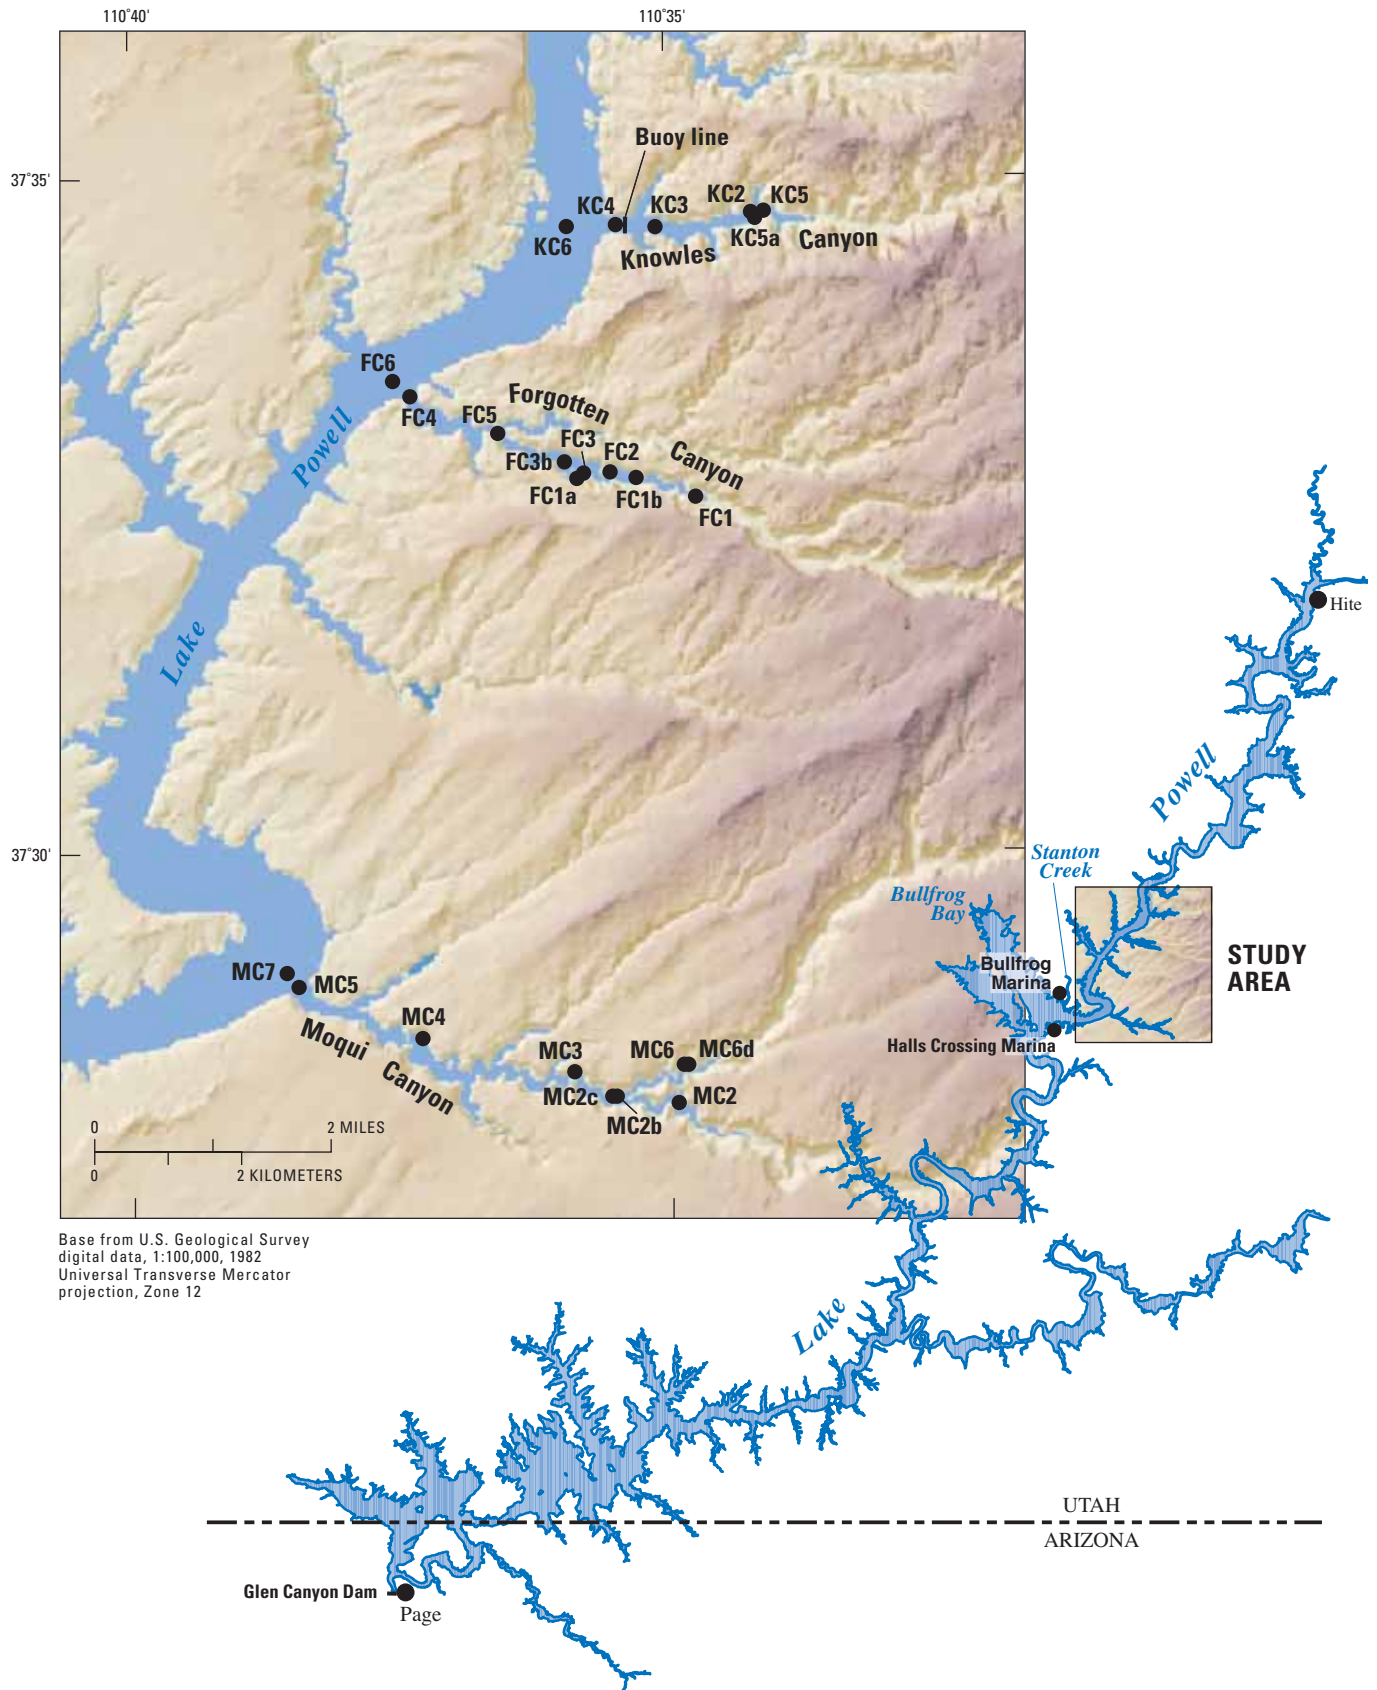 110°40'
110°35'
37°35'
Buoy line
KC4
KC3
KC2
KC5
KC6
KC5a
Knowles
Canyon
FC6
FC4
FC5
Forgotten
Canyon
FC3
FC2
FC3b
FC1a
FC1b
FC1
Powell
Lake
Hite
Powell
37°30'
Stanton
Creek
Bullfrog
Bay
STUDY
AREA
Bullfrog
Marina
Halls Crossing Marina
MC7
MC5
MC4
Moqui
Canyon
MC3
MC6
MC6d
MC2c
MC2
MC2b
0
2 MILES
0
2 KILOMETERS
Base from U.S. Geological Survey
digital data, 1:100,000, 1982
Universal Transverse Mercator
projection, Zone 12
Lake
UTAH
ARIZONA
Glen Canyon Dam
Page